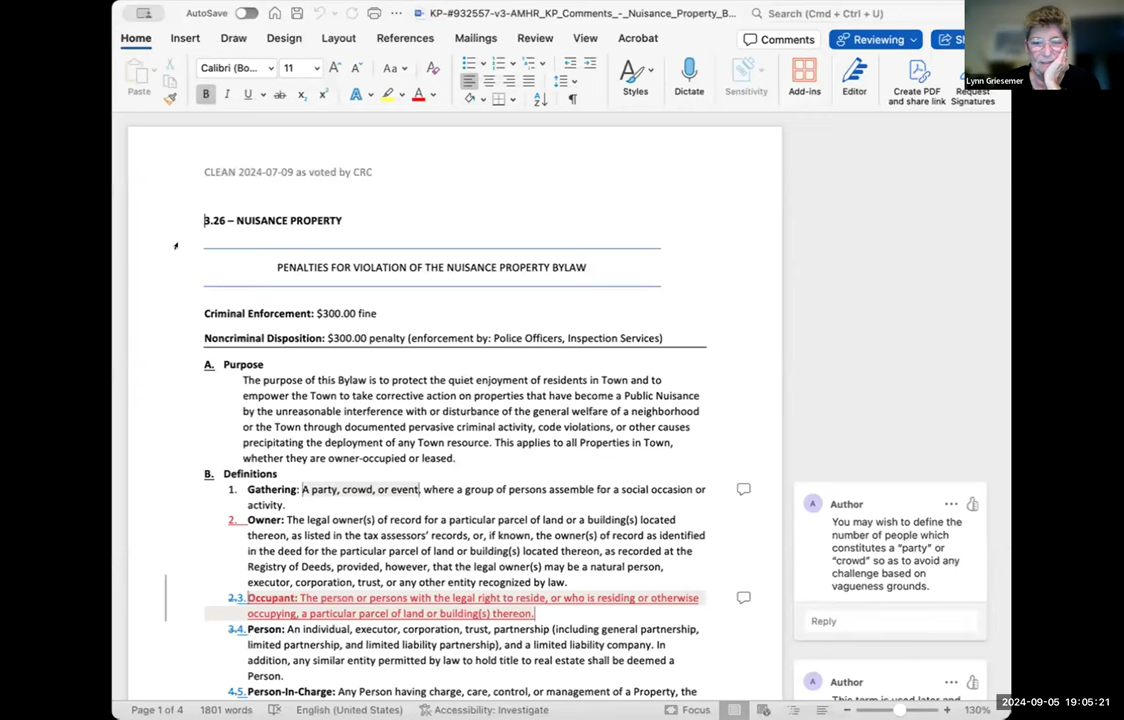 AutoSave
KP-#932557-v3-AMHR_KP_Comments_-_Nuisance_Property_B...
Search (Cmd + Ctrl + U)
Home Insert Draw Design Layout References Mailings Review View Acrobat
Comments Reviewing Sh
Lynn Griesemer
Paste
Calibri (Bo... 11
Styles Dictate Sensitivity Add-ins Editor Create PDF and share link Request Signatures
CLEAN 2024-07-09 as voted by CRC
3.26 – NUISANCE PROPERTY
PENALTIES FOR VIOLATION OF THE NUISANCE PROPERTY BYLAW
Criminal Enforcement: $300.00 fine
Noncriminal Disposition: $300.00 penalty (enforcement by: Police Officers, Inspection Services)
A. Purpose
The purpose of this Bylaw is to protect the quiet enjoyment of residents in Town and to
empower the Town to take corrective action on properties that have become a Public Nuisance
by the unreasonable interference with or disturbance of the general welfare of a neighborhood
or the Town through documented pervasive criminal activity, code violations, or other causes
precipitating the deployment of any Town resource. This applies to all Properties in Town,
whether they are owner-occupied or leased.
B. Definitions
1. Gathering: A party, crowd, or event, where a group of persons assemble for a social occasion or
activity.
2. Owner: The legal owner(s) of record for a particular parcel of land or a building(s) located
thereon, as listed in the tax assessors' records, or, if known, the owner(s) of record as identified
in the deed for the particular parcel of land or building(s) located thereon, as recorded at the
Registry of Deeds, provided, however, that the legal owner(s) may be a natural person,
executor, corporation, trust, or any other entity recognized by law.
2.3. Occupant: The person or persons with the legal right to reside, or who is residing or otherwise
occupying, a particular parcel of land or building(s) thereon.
3.4. Person: An individual, executor, corporation, trust, partnership (including general partnership,
limited partnership, and limited liability partnership), and a limited liability company. In
addition, any similar entity permitted by law to hold title to real estate shall be deemed a
Person.
4.5. Person-In-Charge: Any Person having charge, care, control, or management of a Property, the
A Author
You may wish to define the
number of people which
constitutes a "party" or
"crowd" so as to avoid any
challenge based on
vagueness grounds.
Reply
A Author
This term is used later and
Page 1 of 4 1801 words English (United States) Accessibility: Investigate Focus 130%
2024-09-05 19:05:21